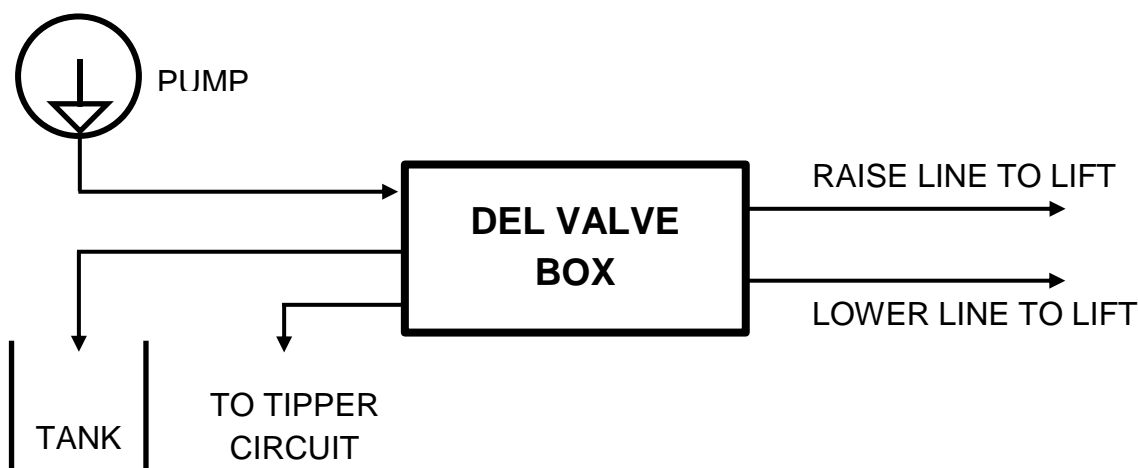 PUMP
RAISE LINE TO LIFT
DEL VALVE
BOX
LOWER LINE TO LIFT
TO TIPPER
CIRCUIT
TANK